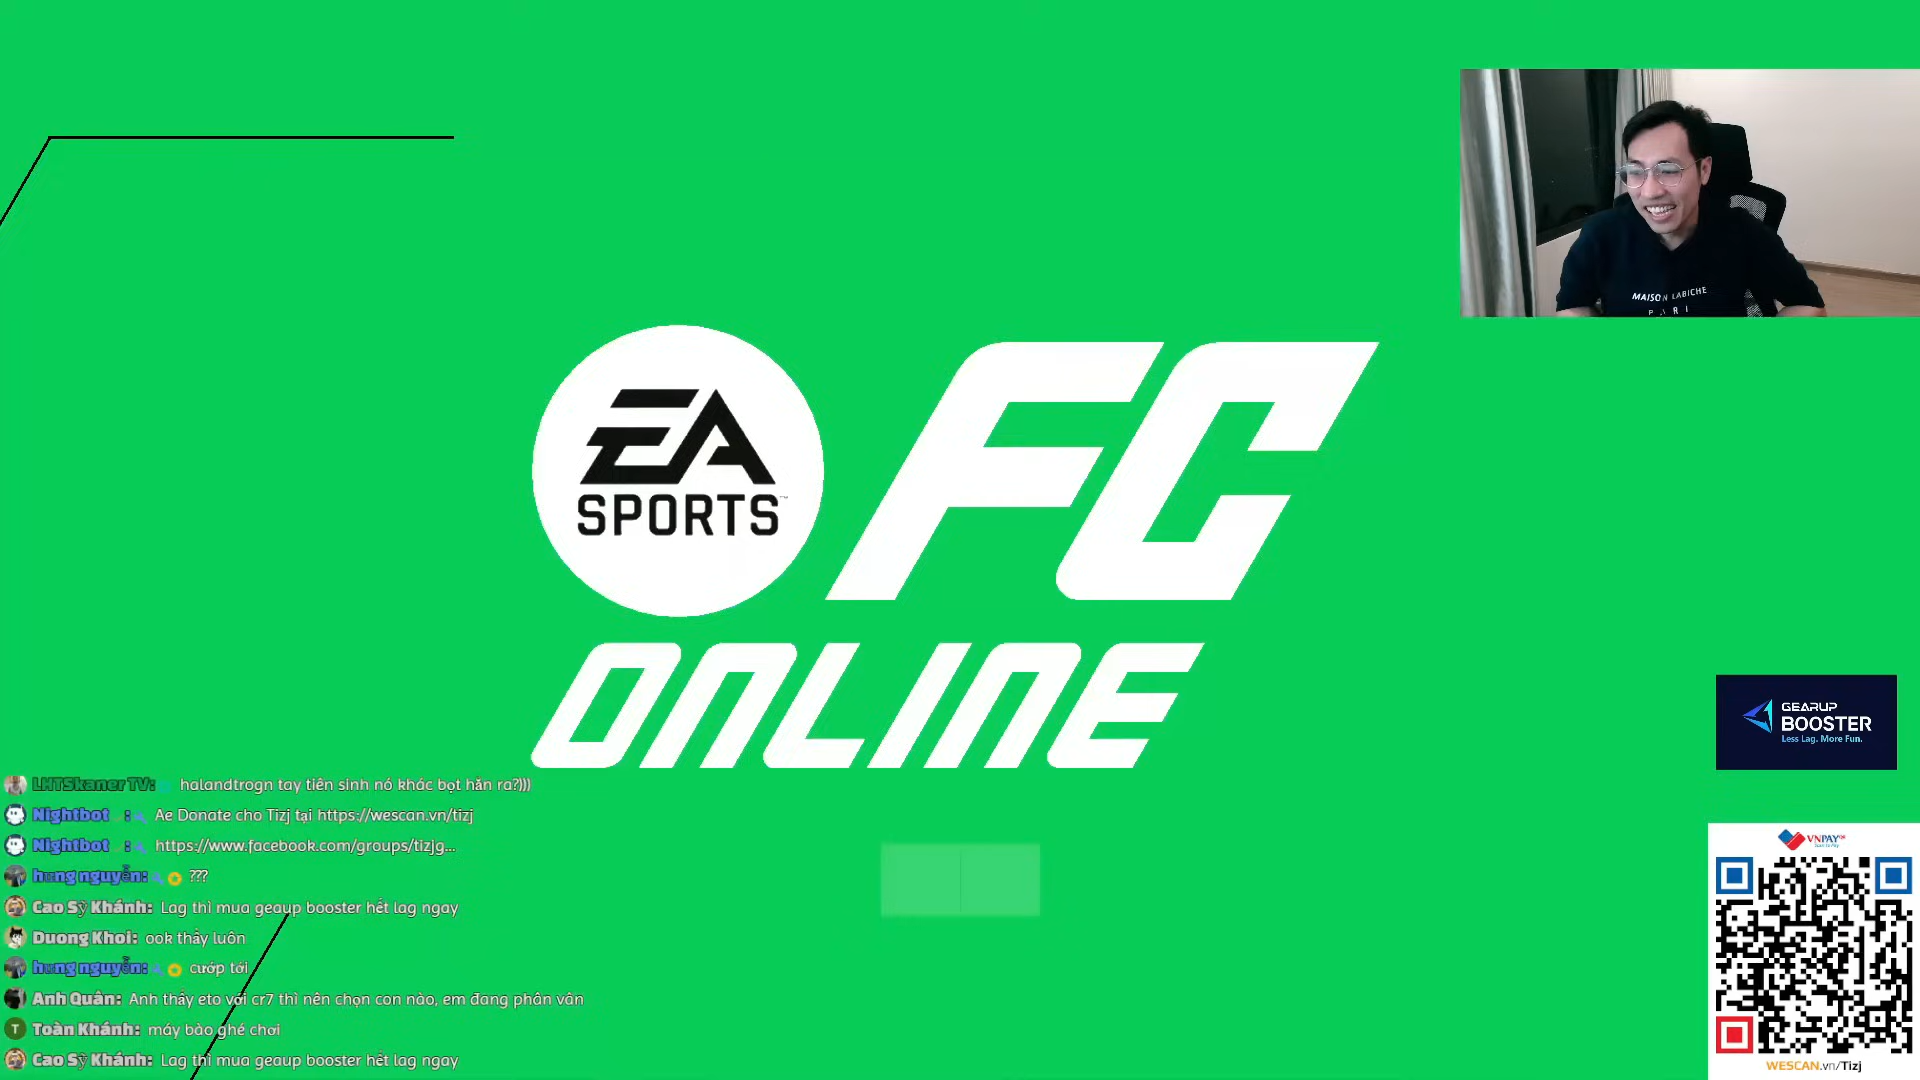 MAISON LABICHE
EA
SPORTS™
FC
ONLINE
GEARUP
BOOSTER
Less Lag. More Fun.
LHTSkaner TV: halandtrogn tay tiên sinh nó khác bọt hẳn ra?)))
Nightbot : Ae Donate cho Tizj tại https://wescan.vn/tizj
Nightbot : https://www.facebook.com/groups/tizjg...
hưng nguyễn: ???
Cao Sỹ Khánh: Lag thì mua geaup booster hết lag ngay
Duong Khoi: ook thầy luôn
hưng nguyễn: cướp tới
Anh Quân: Anh thấy eto với cr7 thì nên chọn con nào, em đang phân vân
T Toàn Khánh: máy bào ghé chơi
Cao Sỹ Khánh: Lag thì mua geaup booster hết lag ngay
VNPAY
WESCAN.vn/Tizj